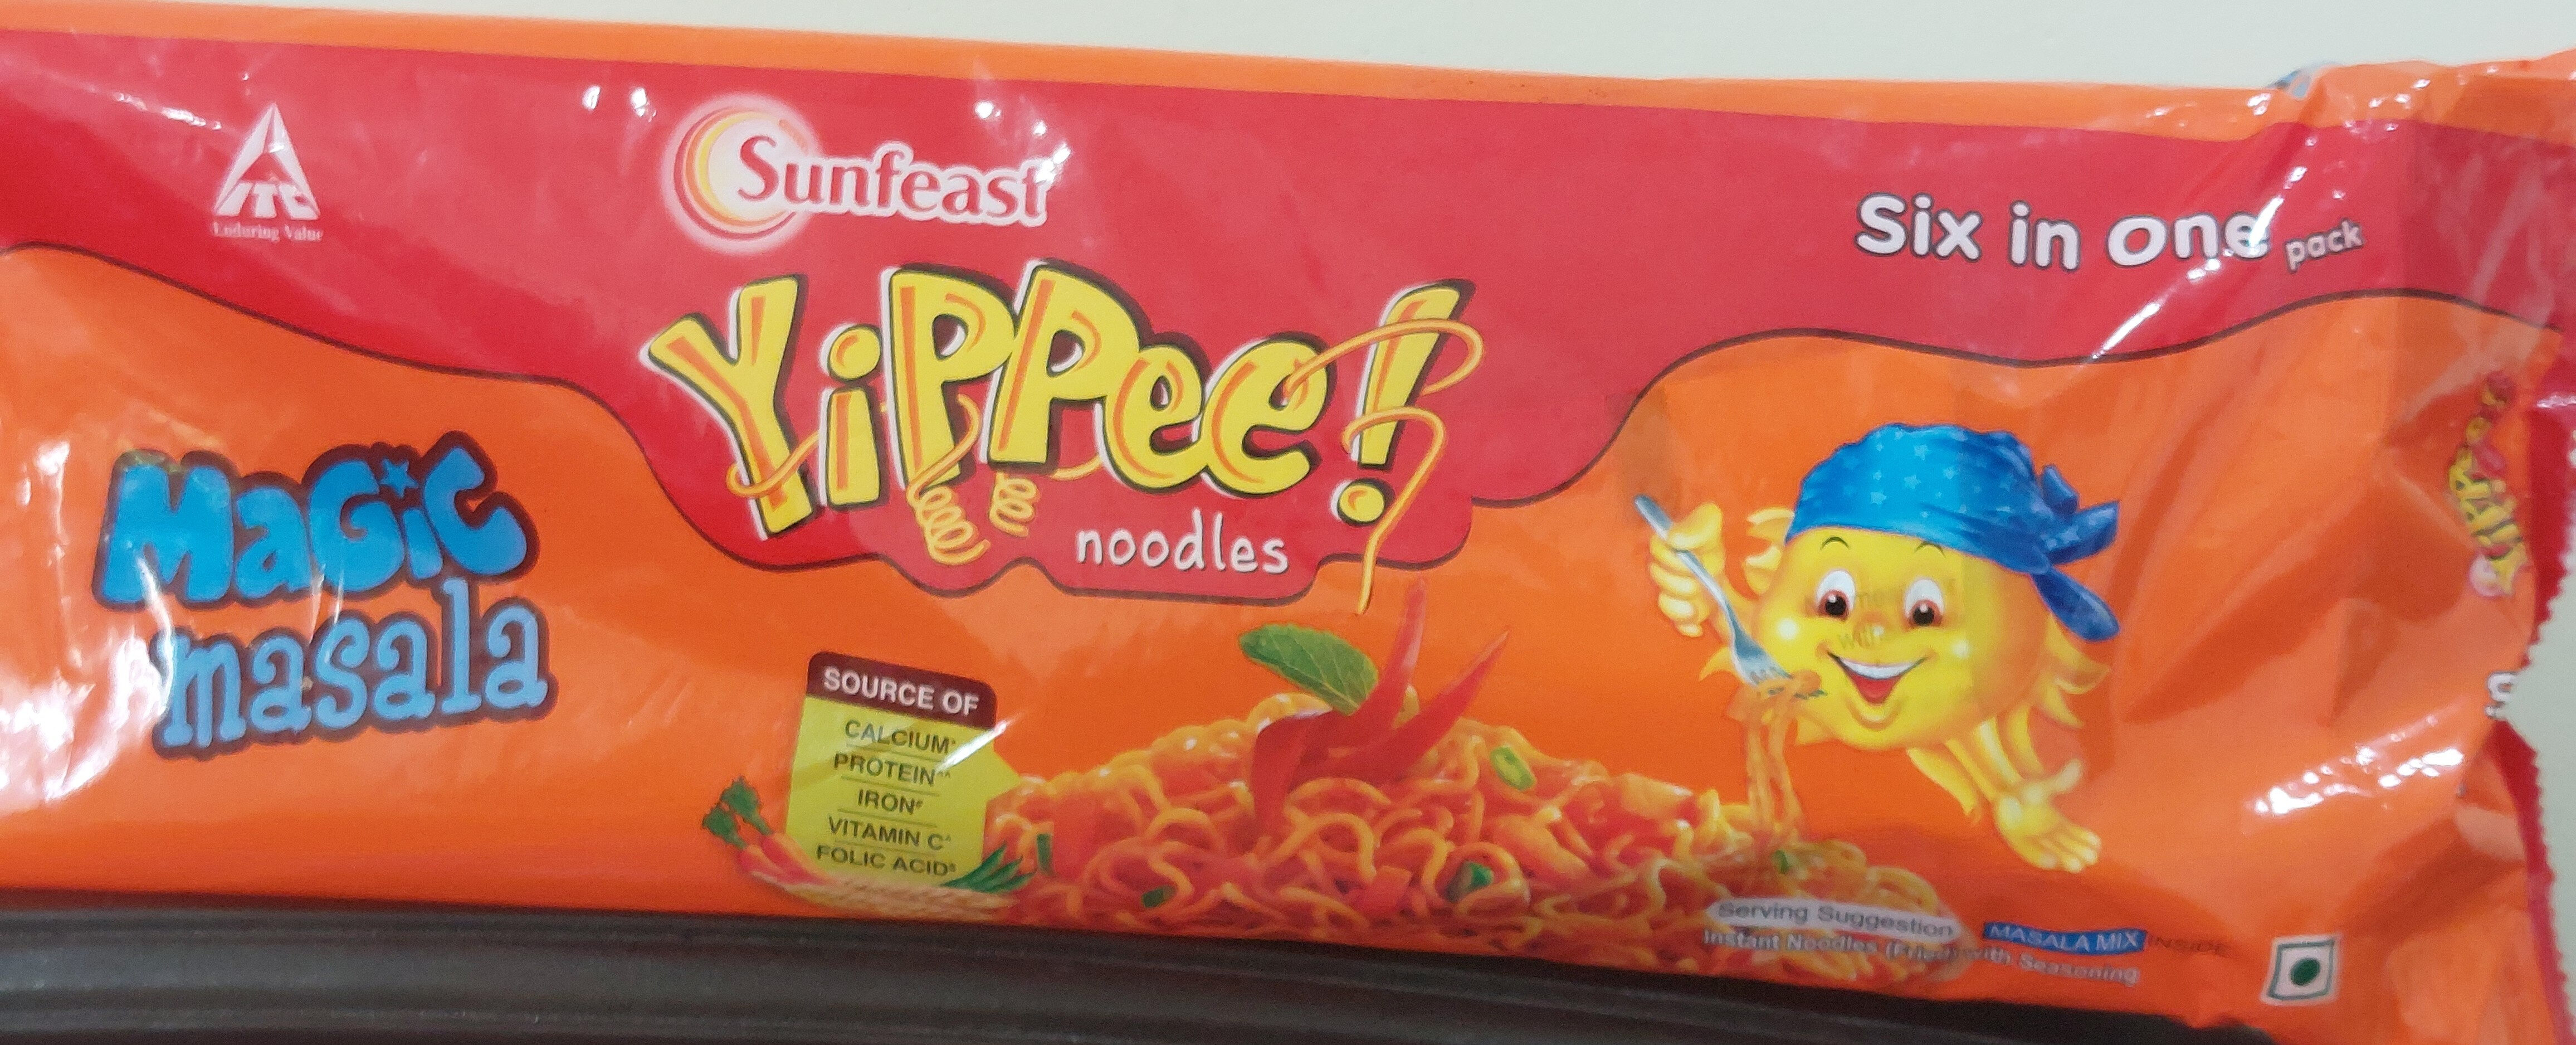 ITC
Enduring Value
Sunfeast
Six in one pack
YiPPee!
noodles
MaGic
masala
SOURCE OF
CALCIUM*
PROTEIN^^
IRON#
VITAMIN C^
FOLIC ACID$
Serving Suggestion
MASALA MIX INSIDE
Instant Noodles (Fried) with Seasoning
YiPPee!